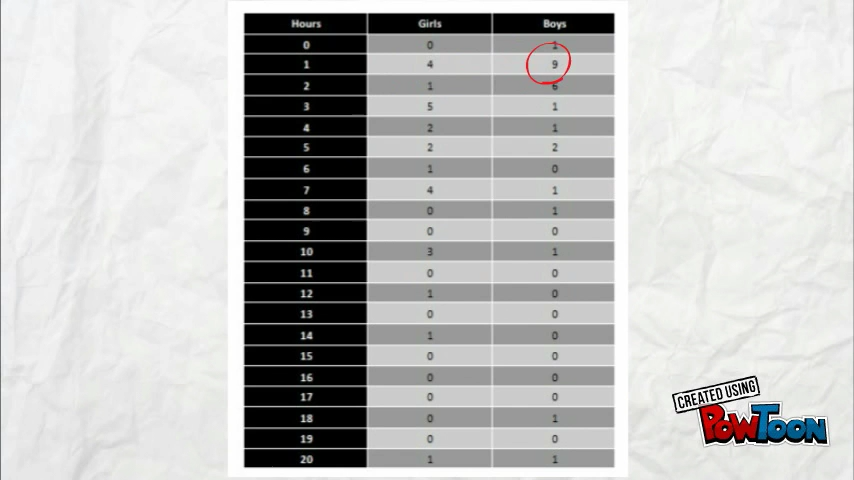 Hours Girls Boys
0 0 1
1 4 9
2 1 6
3 5 1
4 2 1
5 2 2
6 1 0
7 4 1
8 0 1
9 0 0
10 3 1
11 0 0
12 1 0
13 0 0
14 1 0
15 0 0
16 0 0
17 0 0
18 0 1
19 0 0
20 1 1
CREATED USING
POWTOON